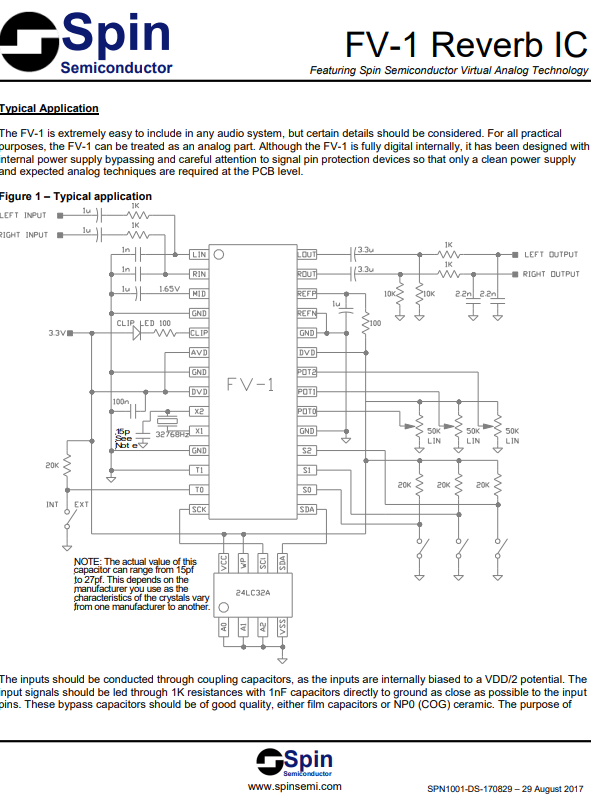 Spin
Semiconductor
FV-1 Reverb IC
Featuring Spin Semiconductor Virtual Analog Technology
Typical Application
The FV-1 is extremely easy to include in any audio system, but certain details should be considered. For all practical
purposes, the FV-1 can be treated as an analog part. Although the FV-1 is fully digital internally, it has been designed with
internal power supply bypassing and careful attention to signal pin protection devices so that only a clean power supply
and expected analog techniques are required at the PCB level.
Figure 1 – Typical application
LEFT INPUT 1u 1K
RIGHT INPUT 1u 1K
1n LIN LOUT 3.3u 1K LEFT OUTPUT
1n RIN ROUT 3.3u 1K RIGHT OUTPUT
1u 1.65V MID REFP 10K 10K 2.2n 2.2n
GND REFN 1u
3.3V CLIP LED 100 CLIP GND 100
AVD DVD
GND POT2
FV-1
100n DVD POT1
X2 POT0
15p
See
Note
32768Hz X1 GND 50K LIN 50K LIN 50K LIN
GND S2
20K T1 S1 20K 20K 20K
INT EXT T0 S0
SCK SDA
VCC WP SCL SDA
24LC32A
A0 A1 A2 VSS
NOTE: The actual value of this
capacitor can range from 15pf
to 27pf. This depends on the
manufacturer you use as the
characteristics of the crystals vary
from one manufacturer to another.
The inputs should be conducted through coupling capacitors, as the inputs are internally biased to a VDD/2 potential. The
input signals should be led through 1K resistances with 1nF capacitors directly to ground as close as possible to the input
pins. These bypass capacitors should be of good quality, either film capacitors or NP0 (COG) ceramic. The purpose of
Spin
Semiconductor
www.spinsemi.com
SPN1001-DS-170829 – 29 August 2017